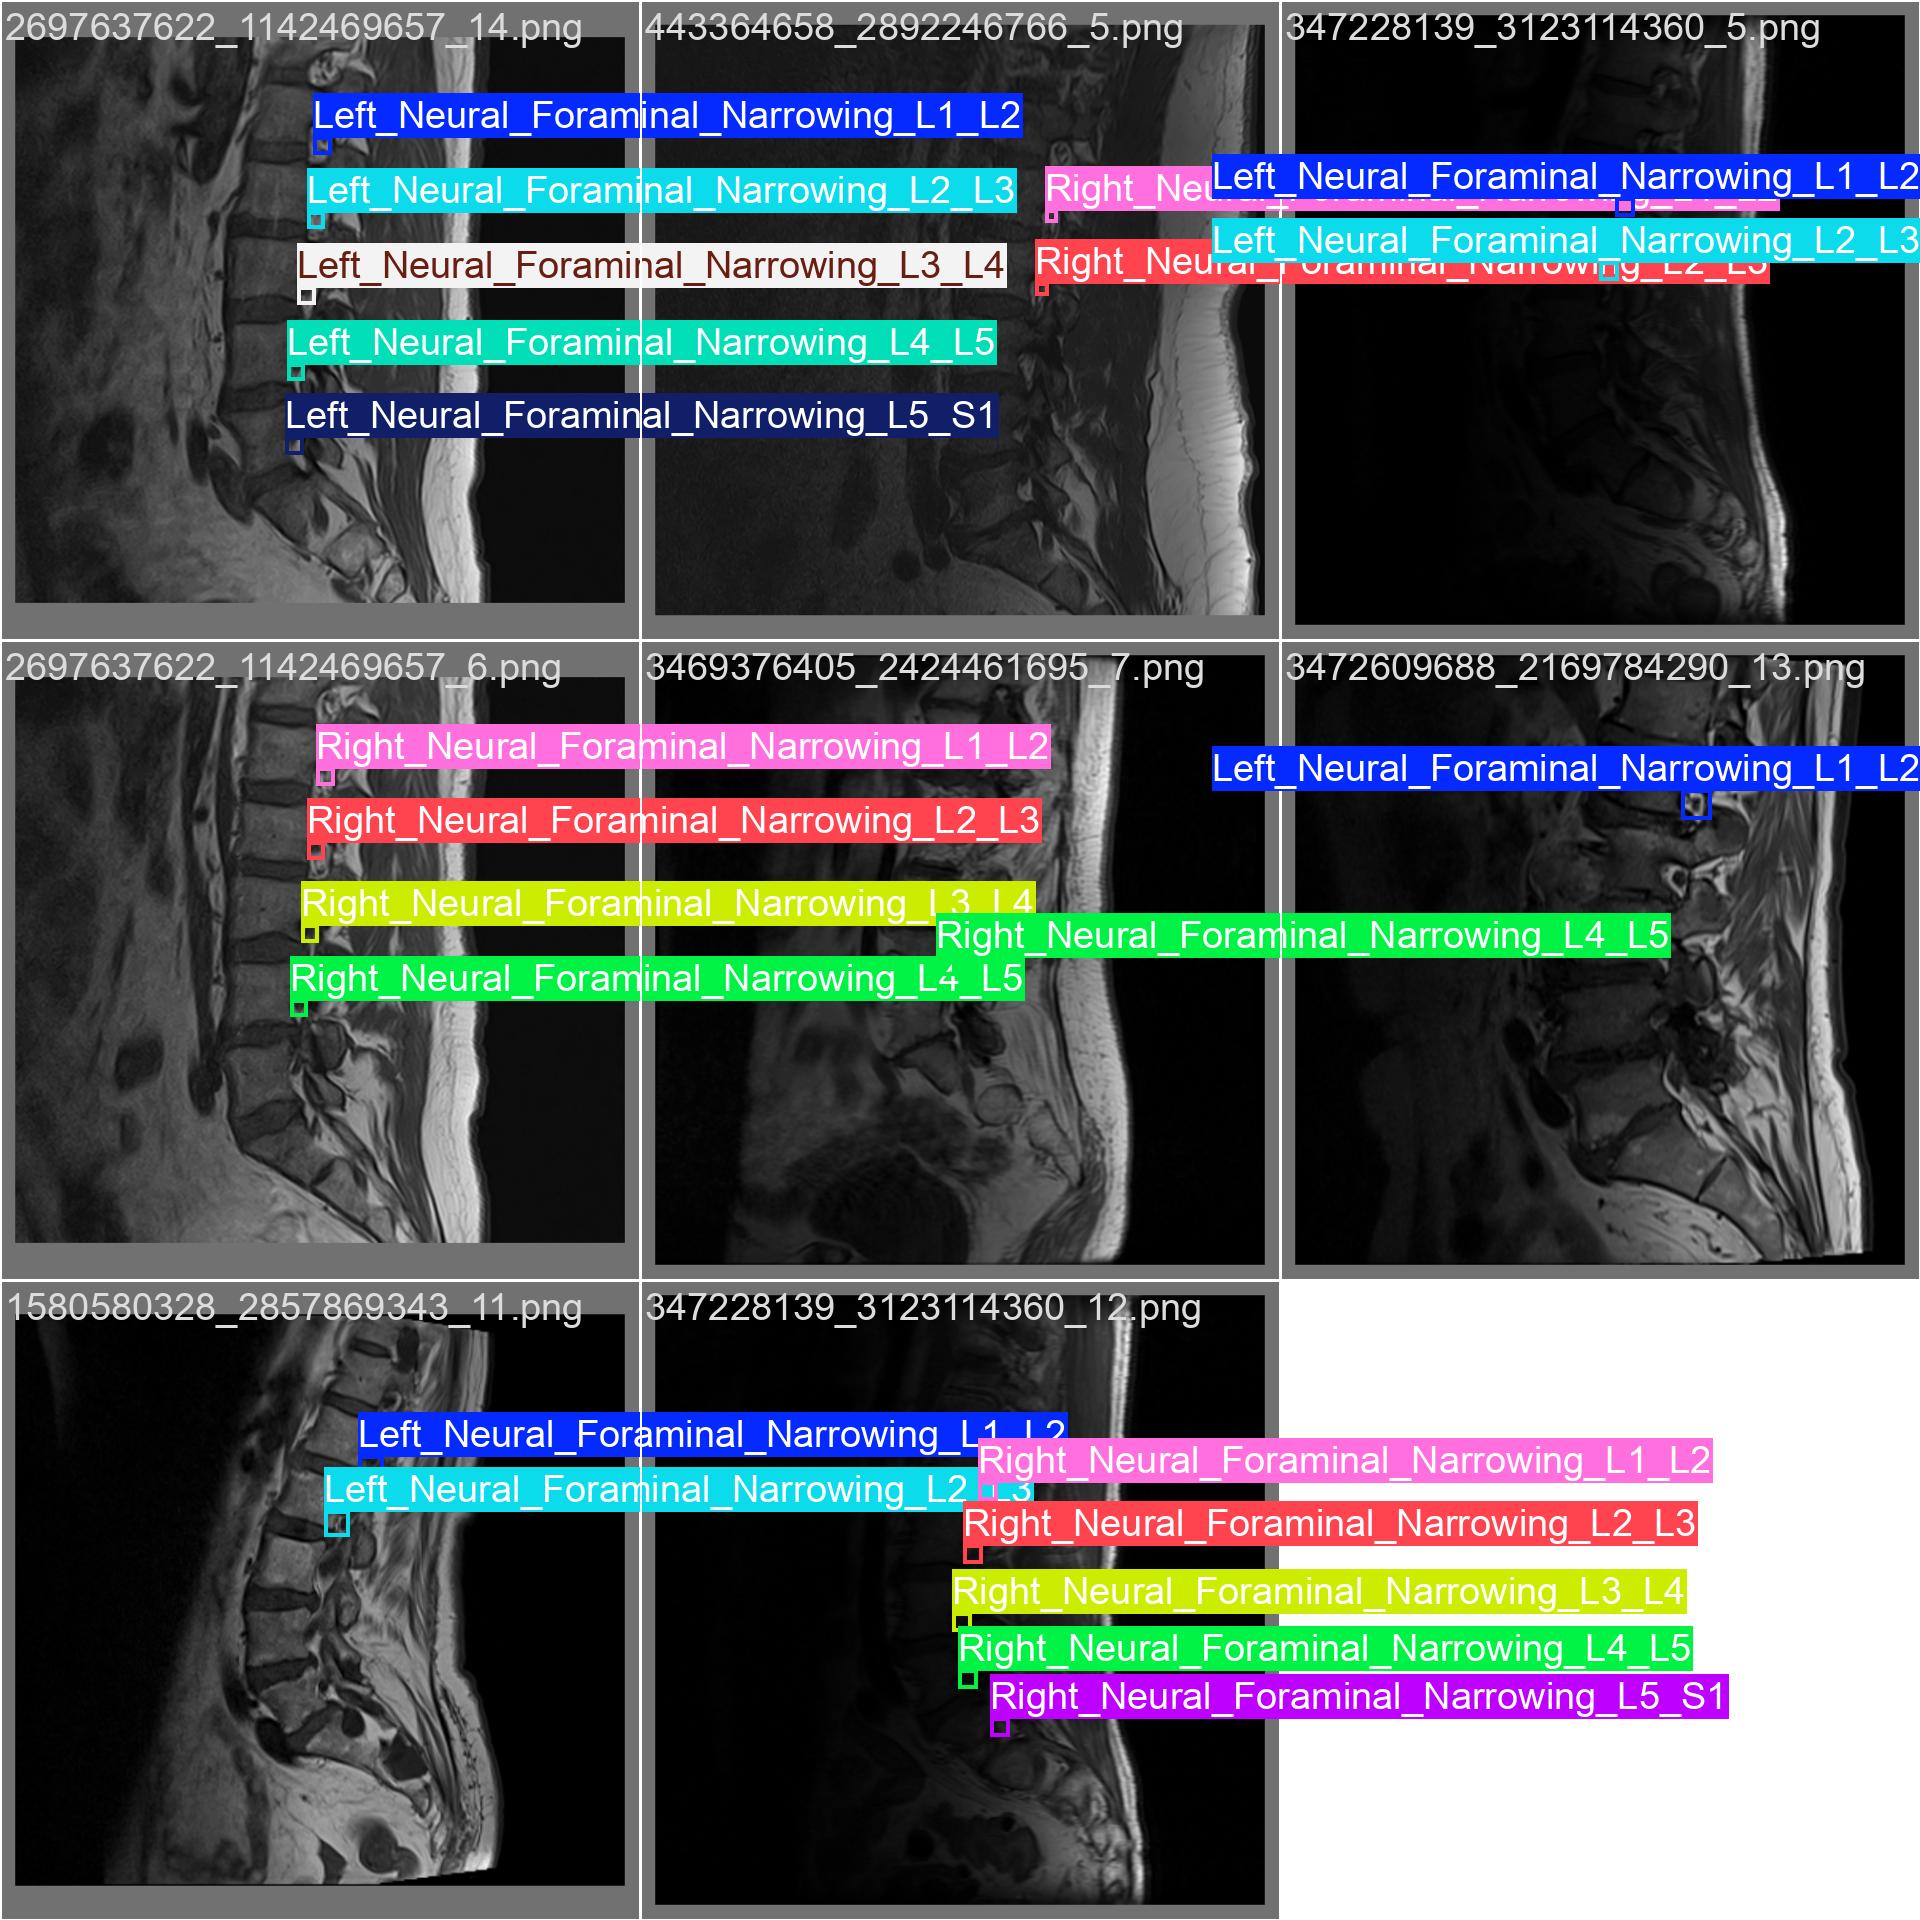 2697637622_1142469657_14.png
443364658_2892246766_5.png
347228139_3123114360_5.png
Left_Neural_Foraminal_Narrowing_L1_L2
Left_Neural_Foraminal_Narrowing_L2_L3
Left_Neural_Foraminal_Narrowing_L3_L4
Left_Neural_Foraminal_Narrowing_L4_L5
Left_Neural_Foraminal_Narrowing_L5_S1
Right_Neural_Foraminal_Narrowing_L2_L3
Left_Neural_Foraminal_Narrowing_L1_L2
Left_Neural_Foraminal_Narrowing_L2_L3
2697637622_1142469657_6.png
3469376405_2424461695_7.png
3472609688_2169784290_13.png
Right_Neural_Foraminal_Narrowing_L1_L2
Right_Neural_Foraminal_Narrowing_L2_L3
Right_Neural_Foraminal_Narrowing_L3_L4
Right_Neural_Foraminal_Narrowing_L4_L5
Right_Neural_Foraminal_Narrowing_L4_L5
Left_Neural_Foraminal_Narrowing_L1_L2
1580580328_2857869343_11.png
347228139_3123114360_12.png
Left_Neural_Foraminal_Narrowing_L1_L2
Left_Neural_Foraminal_Narrowing_L2_L3
Right_Neural_Foraminal_Narrowing_L1_L2
Right_Neural_Foraminal_Narrowing_L2_L3
Right_Neural_Foraminal_Narrowing_L3_L4
Right_Neural_Foraminal_Narrowing_L4_L5
Right_Neural_Foraminal_Narrowing_L5_S1